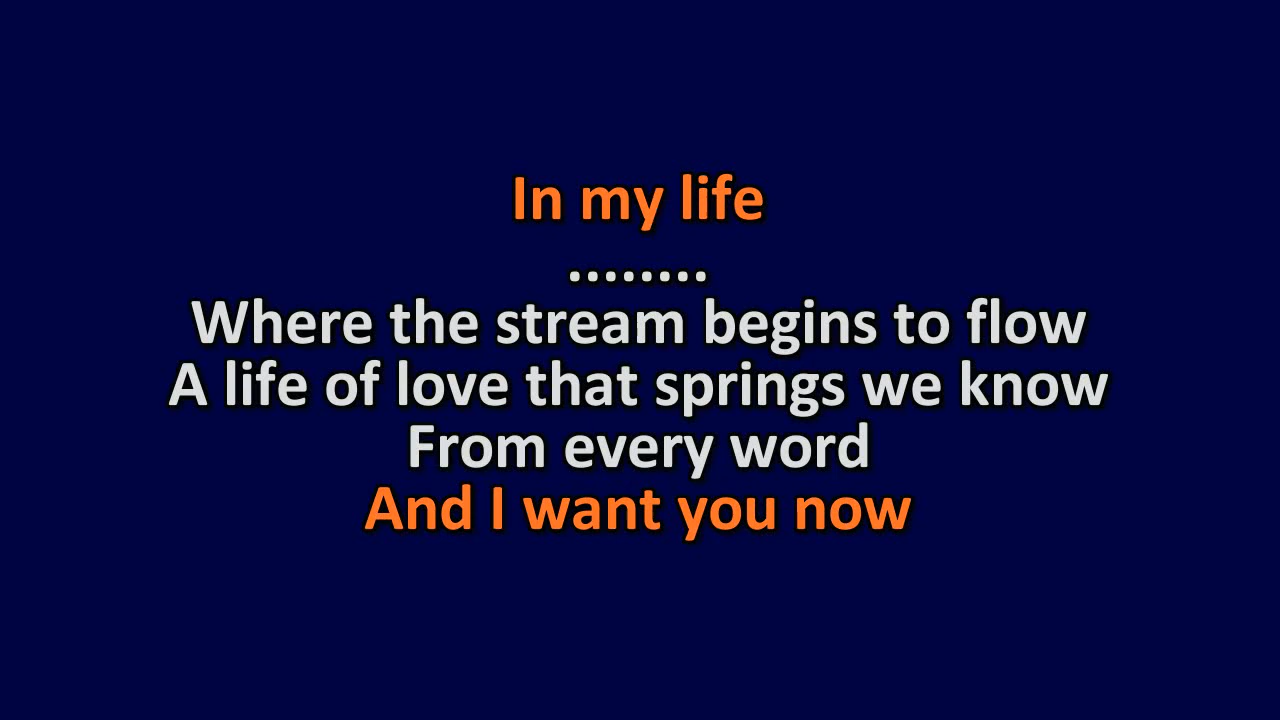 In my life
........
Where the stream begins to flow
A life of love that springs we know
From every word
And I want you now